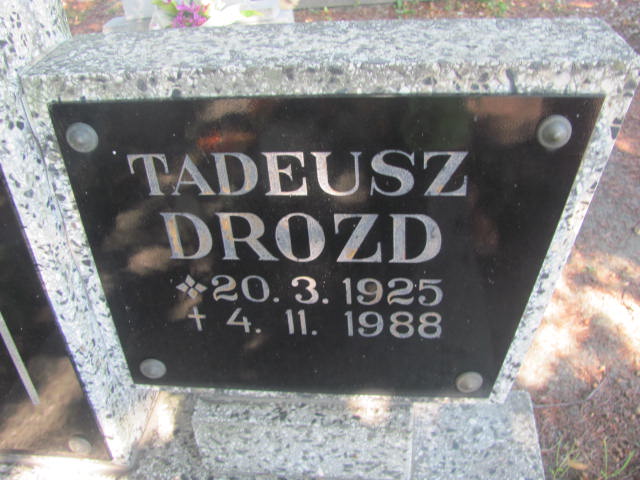 TADEUSZ
DROZD
* 20. 3. 1925
† 4. 11. 1988